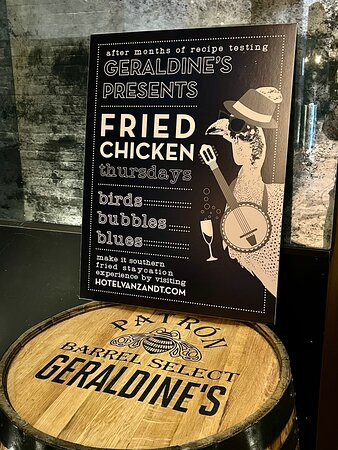 after months of recipe testing
GERALDINE'S
PRESENTS
FRIED
CHICKEN
thursdays
birds
bubbles
blues
make it southern
fried staycation
experience by visiting
HOTELVANZANDT.COM
PATRÓN
BARREL SELECT
GERALDINE'S